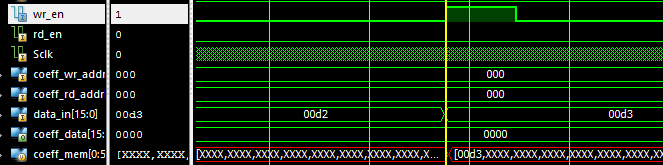 wr_en 1
rd_en 0
Sclk 0
coeff_wr_addr 000 000
coeff_rd_addr 000 000
data_in[15:0] 00d3 00d2 00d3
coeff_data[15: 0000 0000
coeff_mem[0:5 [XXXX,XXXX, [XXXX,XXXX,XXXX,XXXX,XXXX,XXXX,XXXX,XXXX,X... [00d3,XXXX,XXXX,XXXX,XXXX,XXXX,XXXX,XXX